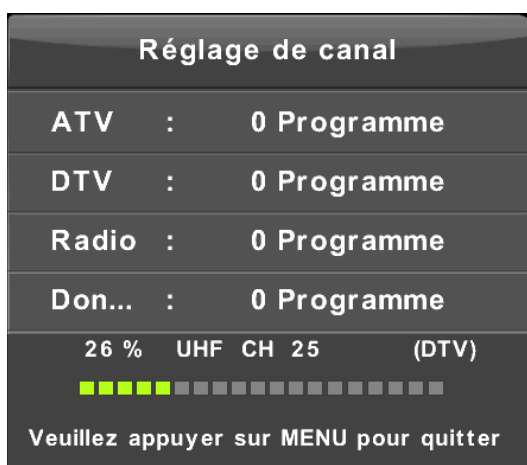 Réglage de canal
ATV : 0 Programme
DTV : 0 Programme
Radio : 0 Programme
Don... : 0 Programme
26 % UHF CH 25 (DTV)
Veuillez appuyer sur MENU pour quitter